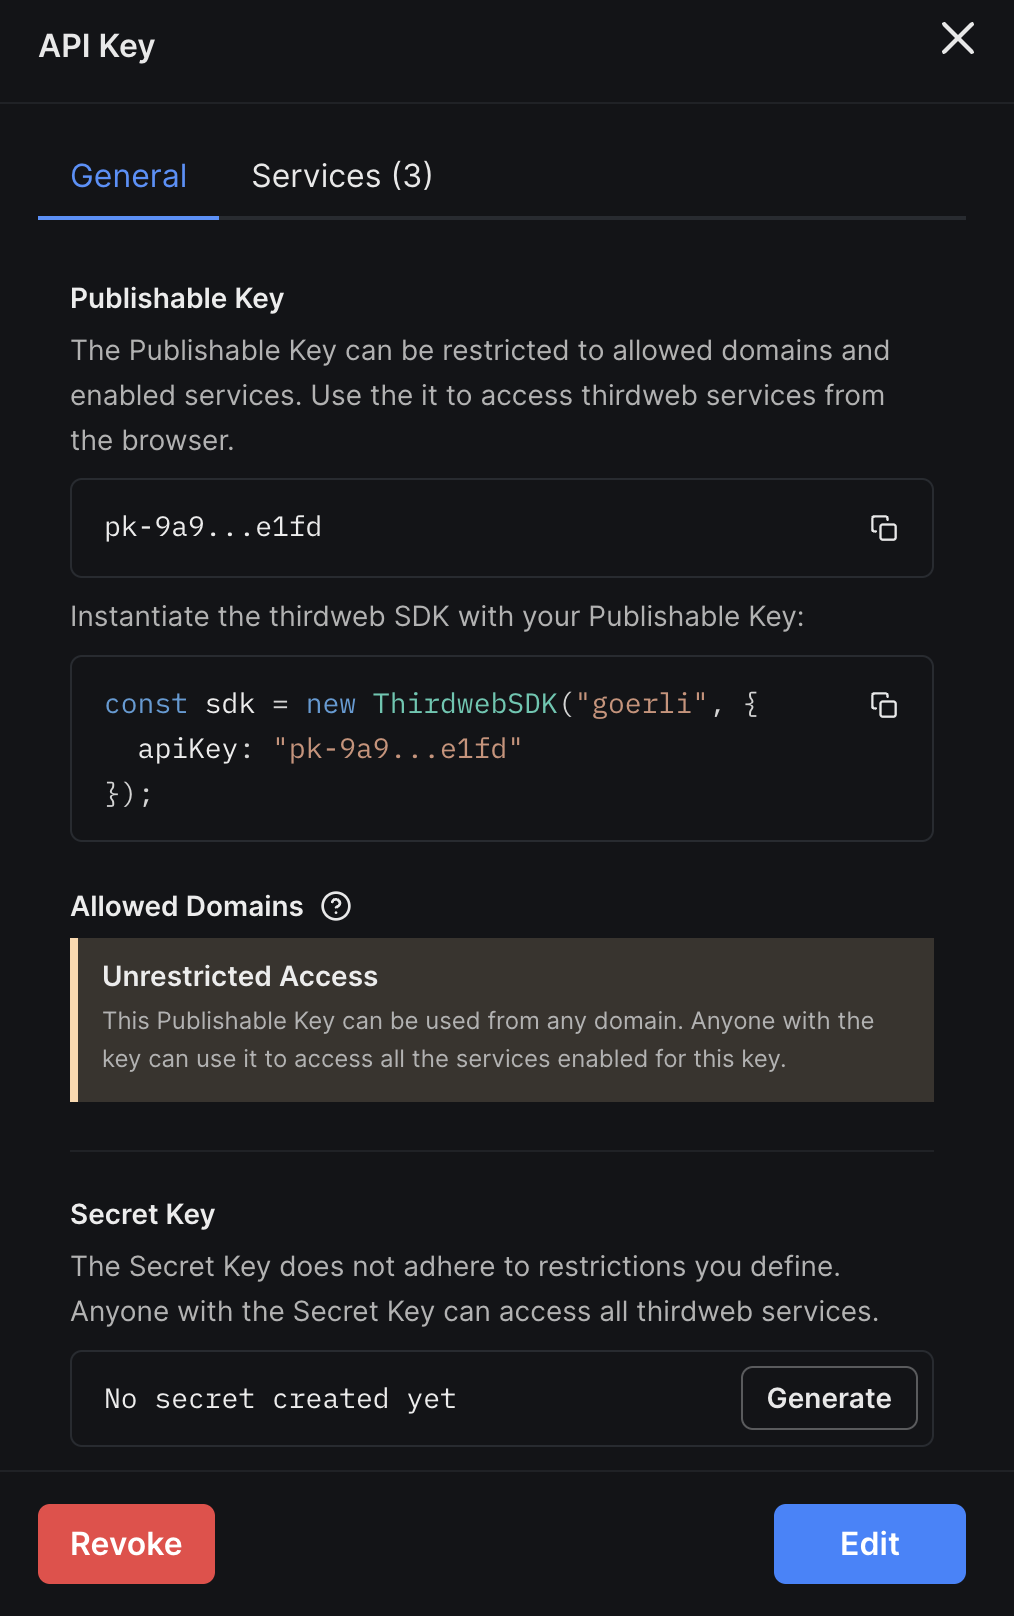 API Key
General
Services (3)
Publishable Key
The Publishable Key can be restricted to allowed domains and
enabled services. Use the it to access thirdweb services from
the browser.
pk-9a9...e1fd
Instantiate the thirdweb SDK with your Publishable Key:
const sdk = new ThirdwebSDK("goerli", {
  apiKey: "pk-9a9...e1fd"
});
Allowed Domains
Unrestricted Access
This Publishable Key can be used from any domain. Anyone with the
key can use it to access all the services enabled for this key.
Secret Key
The Secret Key does not adhere to restrictions you define.
Anyone with the Secret Key can access all thirdweb services.
No secret created yet
Generate
Revoke
Edit